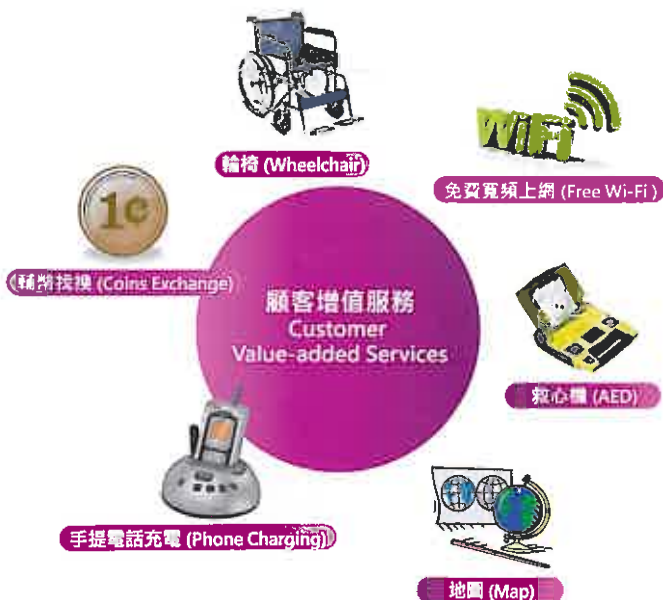 輪椅 (Wheelchair)
WiFi
免費寬頻上網 (Free Wi-Fi)
1¢
輔幣找換 (Coins Exchange)
顧客增值服務
Customer
Value-added Services
救心機 (AED)
手提電話充電 (Phone Charging)
地圖 (Map)